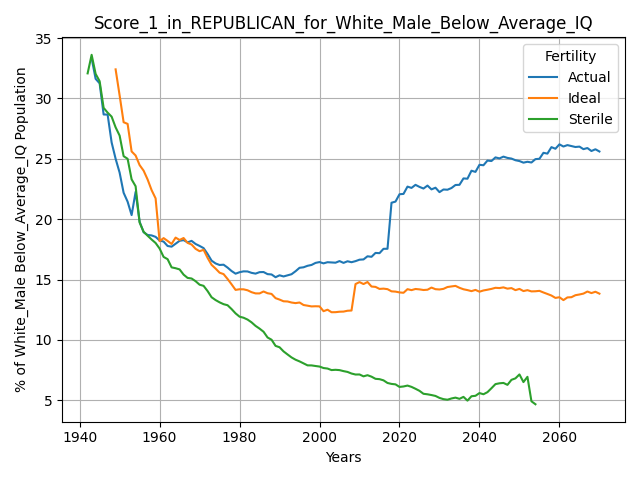 Score_1_in_REPUBLICAN_for_White_Male_Below_Average_IQ
% of White_Male Below_Average_IQ Population
35
30
25
20
15
10
5
Fertility
Actual
Ideal
Sterile
1940 1960 1980 2000 2020 2040 2060
Years